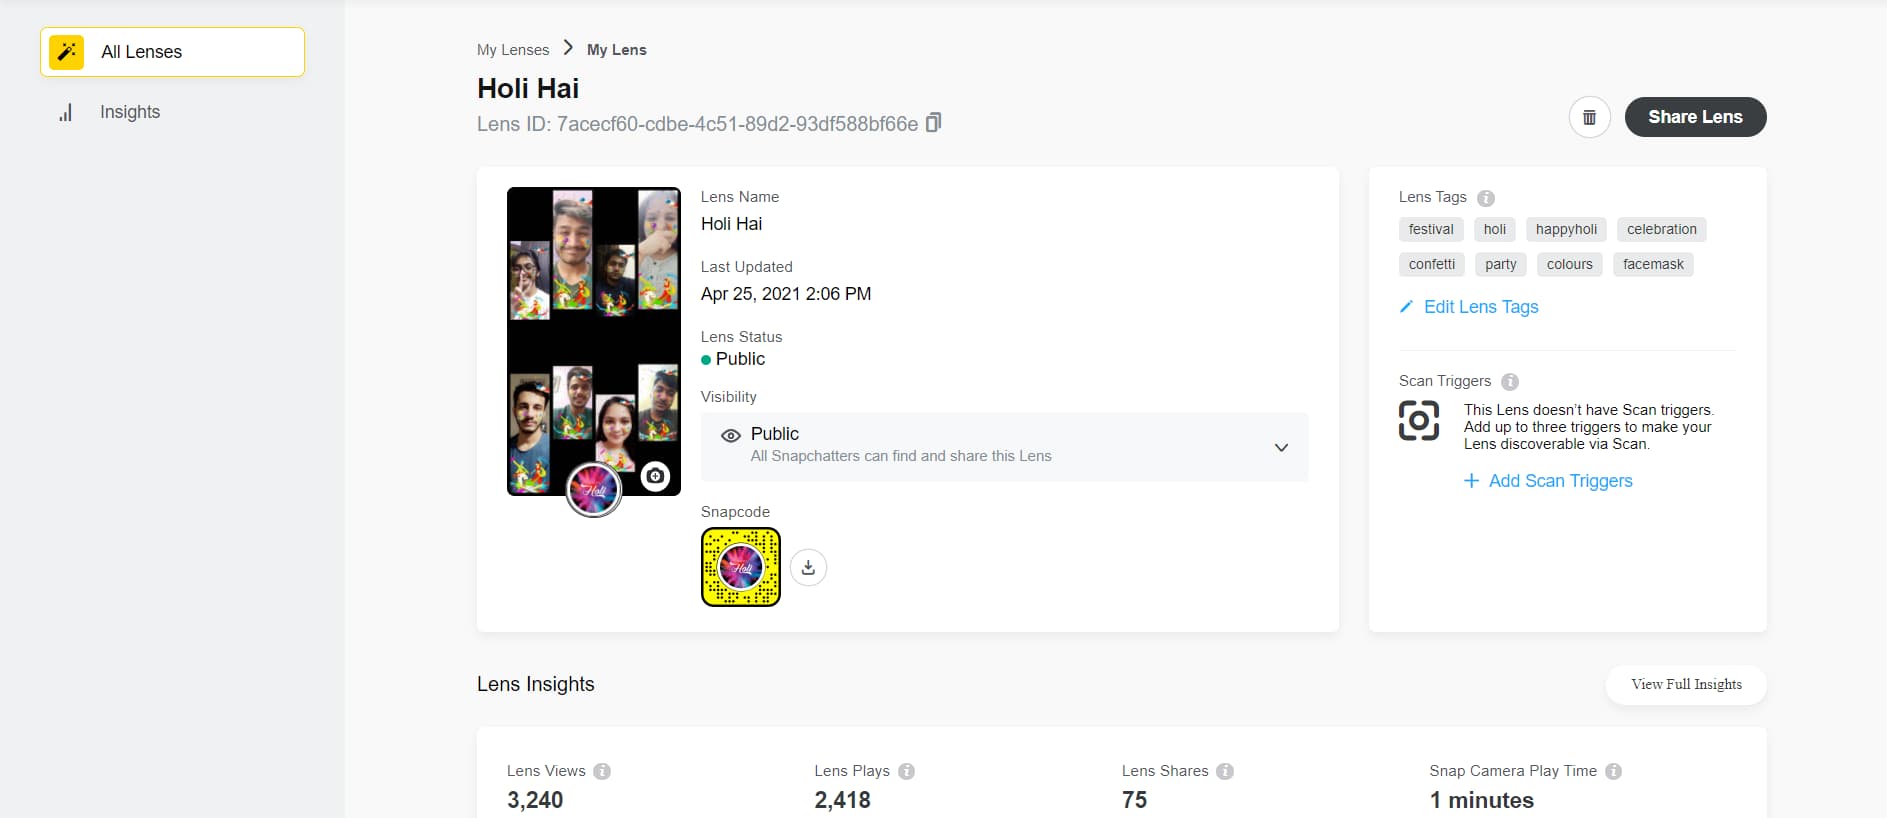 All Lenses
Insights
My Lenses > My Lens
Holi Hai
Lens ID: 7acecf60-cdbe-4c51-89d2-93df588bf66e
Share Lens
Lens Name
Holi Hai
Last Updated
Apr 25, 2021 2:06 PM
Lens Status
Public
Visibility
Public
All Snapchatters can find and share this Lens
Snapcode
Holi
Holi
Lens Tags
festival holi happyholi celebration
confetti party colours facemask
Edit Lens Tags
Scan Triggers
This Lens doesn't have Scan triggers.
Add up to three triggers to make your
Lens discoverable via Scan.
+ Add Scan Triggers
Lens Insights
View Full Insights
Lens Views
3,240
Lens Plays
2,418
Lens Shares
75
Snap Camera Play Time
1 minutes